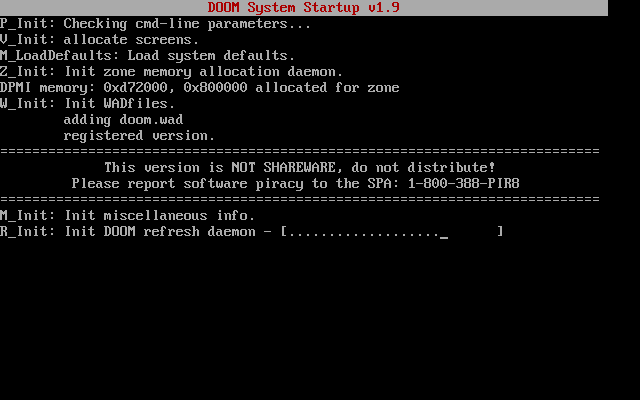 DOOM System Startup v1.9
P_Init: Checking cmd-line parameters...
V_Init: allocate screens.
M_LoadDefaults: Load system defaults.
Z_Init: Init zone memory allocation daemon.
DPMI memory: 0xd72000, 0x800000 allocated for zone
W_Init: Init WADfiles.
        adding doom.wad
        registered version.
===========================================================================
             This version is NOT SHAREWARE, do not distribute!
         Please report software piracy to the SPA: 1-800-388-PIR8
===========================================================================
M_Init: Init miscellaneous info.
R_Init: Init DOOM refresh daemon - [..................._      ]